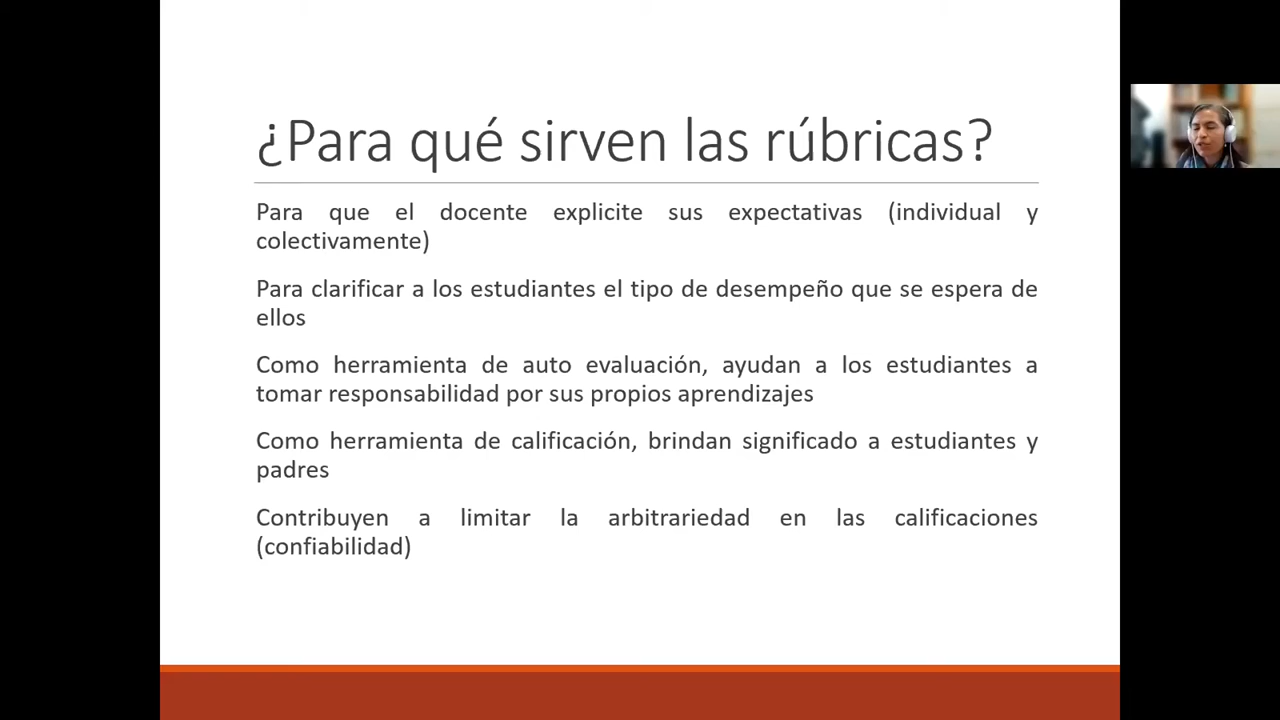 ¿Para qué sirven las rúbricas?
Para que el docente explicite sus expectativas (individual y
colectivamente)
Para clarificar a los estudiantes el tipo de desempeño que se espera de
ellos
Como herramienta de auto evaluación, ayudan a los estudiantes a
tomar responsabilidad por sus propios aprendizajes
Como herramienta de calificación, brindan significado a estudiantes y
padres
Contribuyen a limitar la arbitrariedad en las calificaciones
(confiabilidad)